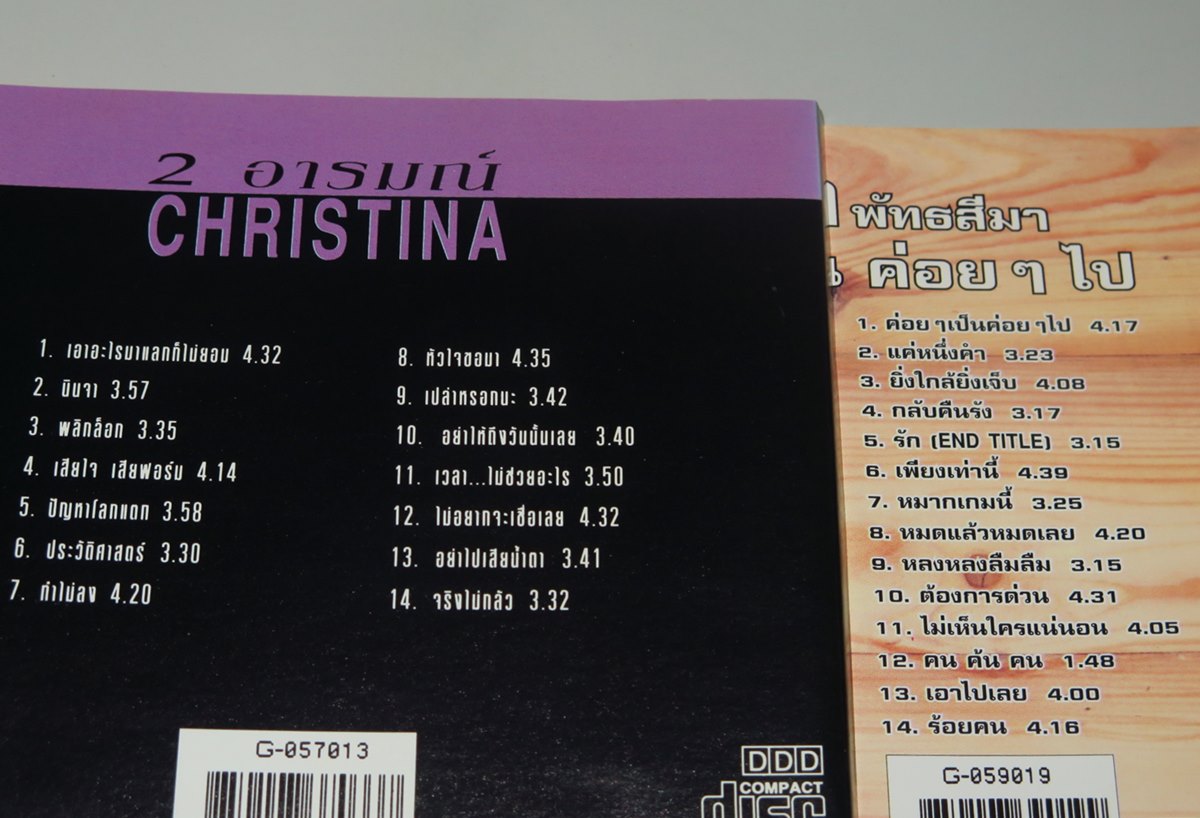 2 อารมณ์
CHRISTINA
1. เอาอะไรมาแลกก็ไม่ยอม 4.32
2. นินจา 3.57
3. พลิกล็อก 3.35
4. เสียใจ เสียฟอร์ม 4.14
5. ปัญหาโลกแตก 3.58
6. ประวัติศาสตร์ 3.30
7. ทำไม่ลง 4.20
8. หัวใจขอมา 4.35
9. เปล่าหรอกนะ 3.42
10. อย่าให้ถึงวันนั้นเลย 3.40
11. เวลา...ไม่ช่วยอะไร 3.50
12. ไม่อยากจะเชื่อเลย 4.32
13. อย่าไปเสียน้ำตา 3.41
14. จริงไม่กลัว 3.32
G-057013
DDD
COMPACT
disc
พัทธสีมา
ค่อย ๆ ไป
1. ค่อย ๆเป็นค่อย ๆไป 4.17
2. แค่หนึ่งคำ 3.23
3. ยิ่งใกล้ยิ่งเจ็บ 4.08
4. กลับคืนรัง 3.17
5. รัก (END TITLE) 3.15
6. เพียงเท่านี้ 4.39
7. หมากเกมนี้ 3.25
8. หมดแล้วหมดเลย 4.20
9. หลงหลงลืมลืม 3.15
10. ต้องการด่วน 4.31
11. ไม่เห็นใครแน่นอน 4.05
12. คน ค้น คน 1.48
13. เอาไปเลย 4.00
14. ร้อยคน 4.16
G-059019